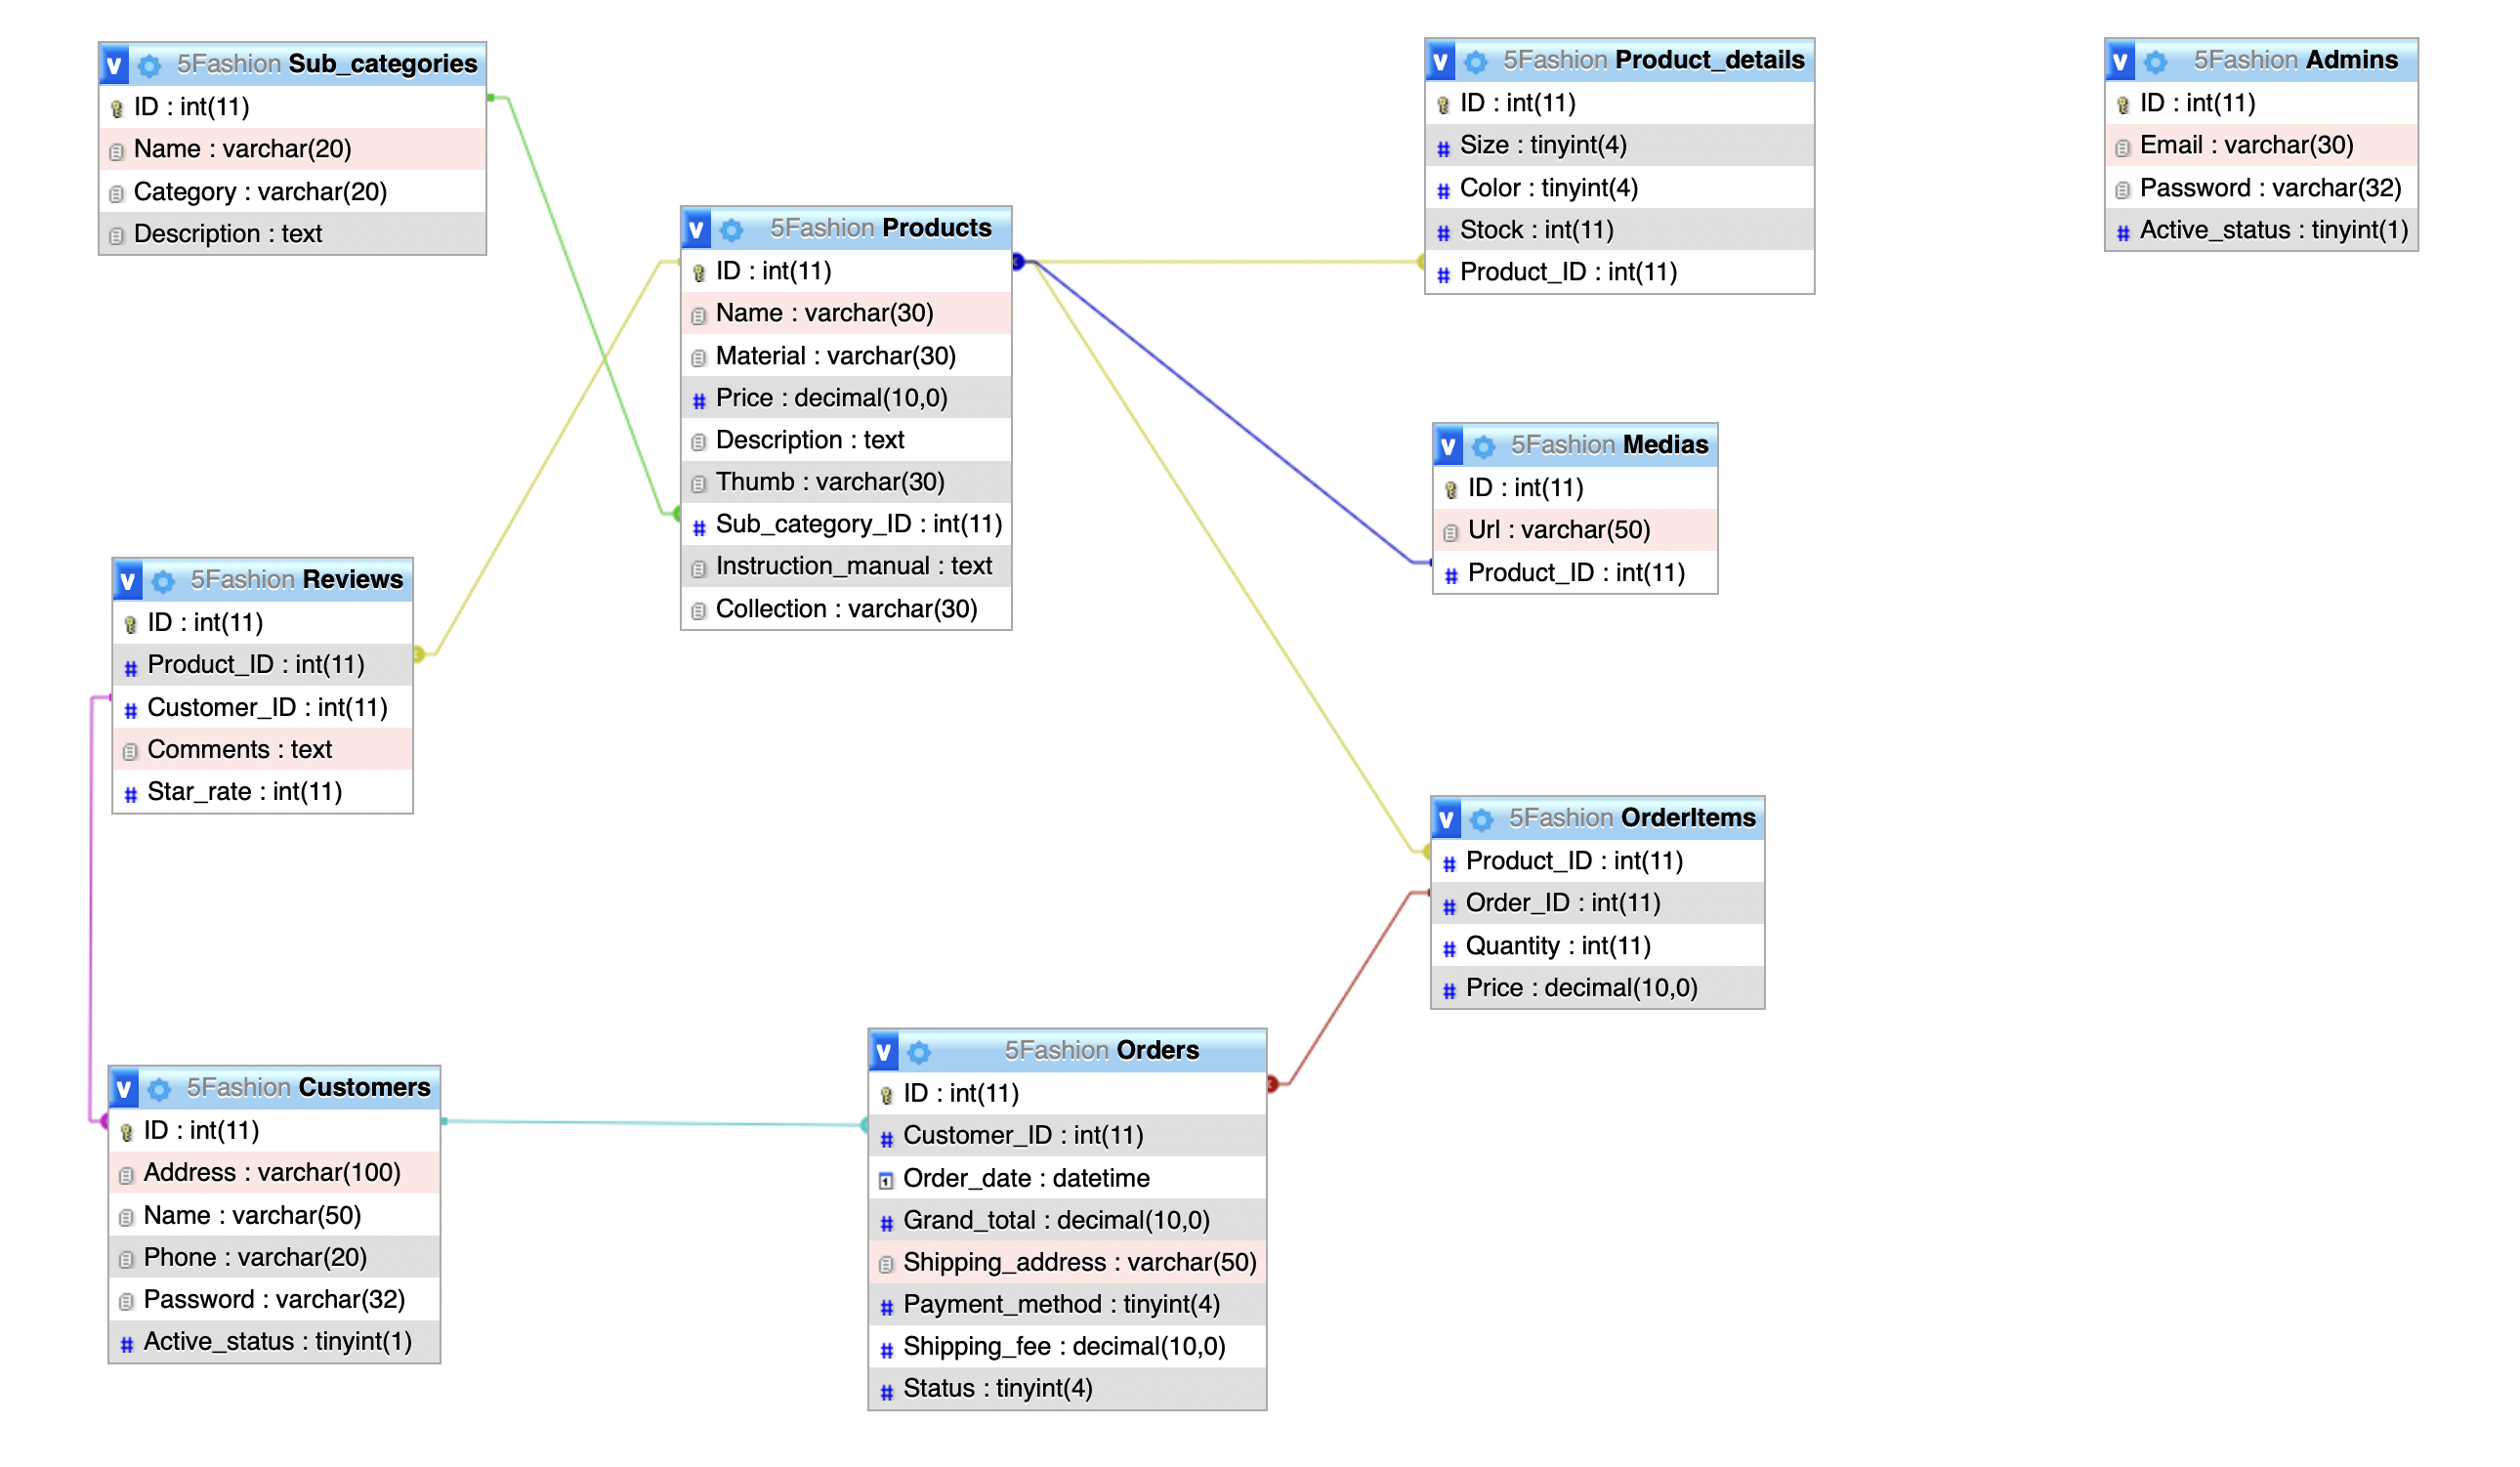 5Fashion Sub_categories
ID : int(11)
Name : varchar(20)
Category : varchar(20)
Description : text
5Fashion Products
ID : int(11)
Name : varchar(30)
Material : varchar(30)
Price : decimal(10,0)
Description : text
Thumb : varchar(30)
Sub_category_ID : int(11)
Instruction_manual : text
Collection : varchar(30)
5Fashion Product_details
ID : int(11)
Size : tinyint(4)
Color : tinyint(4)
Stock : int(11)
Product_ID : int(11)
5Fashion Admins
ID : int(11)
Email : varchar(30)
Password : varchar(32)
Active_status : tinyint(1)
5Fashion Medias
ID : int(11)
Url : varchar(50)
Product_ID : int(11)
5Fashion Reviews
ID : int(11)
Product_ID : int(11)
Customer_ID : int(11)
Comments : text
Star_rate : int(11)
5Fashion OrderItems
Product_ID : int(11)
Order_ID : int(11)
Quantity : int(11)
Price : decimal(10,0)
5Fashion Customers
ID : int(11)
Address : varchar(100)
Name : varchar(50)
Phone : varchar(20)
Password : varchar(32)
Active_status : tinyint(1)
5Fashion Orders
ID : int(11)
Customer_ID : int(11)
Order_date : datetime
Grand_total : decimal(10,0)
Shipping_address : varchar(50)
Payment_method : tinyint(4)
Shipping_fee : decimal(10,0)
Status : tinyint(4)